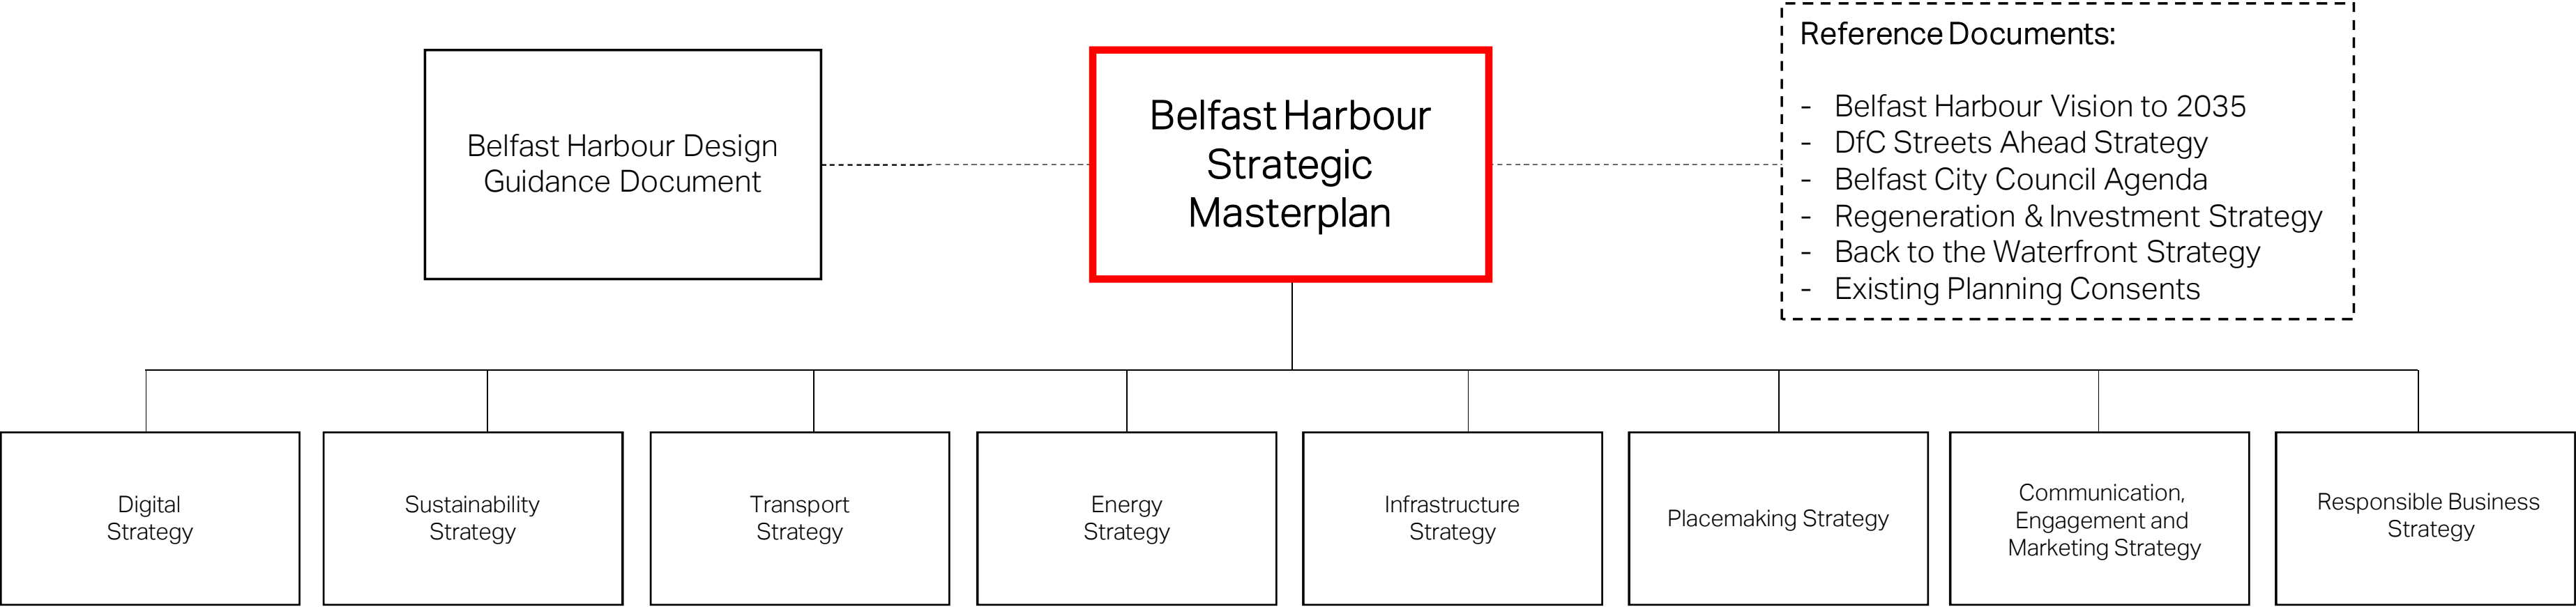 Belfast Harbour Design
Guidance Document
Belfast Harbour
Strategic
Masterplan
Reference Documents:
- Belfast Harbour Vision to 2035
- DfC Streets Ahead Strategy
- Belfast City Council Agenda
- Regeneration & Investment Strategy
- Back to the Waterfront Strategy
- Existing Planning Consents
Digital
Strategy
Sustainability
Strategy
Transport
Strategy
Energy
Strategy
Infrastructure
Strategy
Placemaking Strategy
Communication,
Engagement and
Marketing Strategy
Responsible Business
Strategy